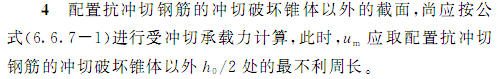 4 配置抗冲切钢筋的冲切破坏锥体以外的截面，尚应按公
式(6.6.7-1)进行受冲切承载力计算，此时，um 应取配置抗冲切
钢筋的冲切破坏锥体以外 h0/2 处的最不利周长。